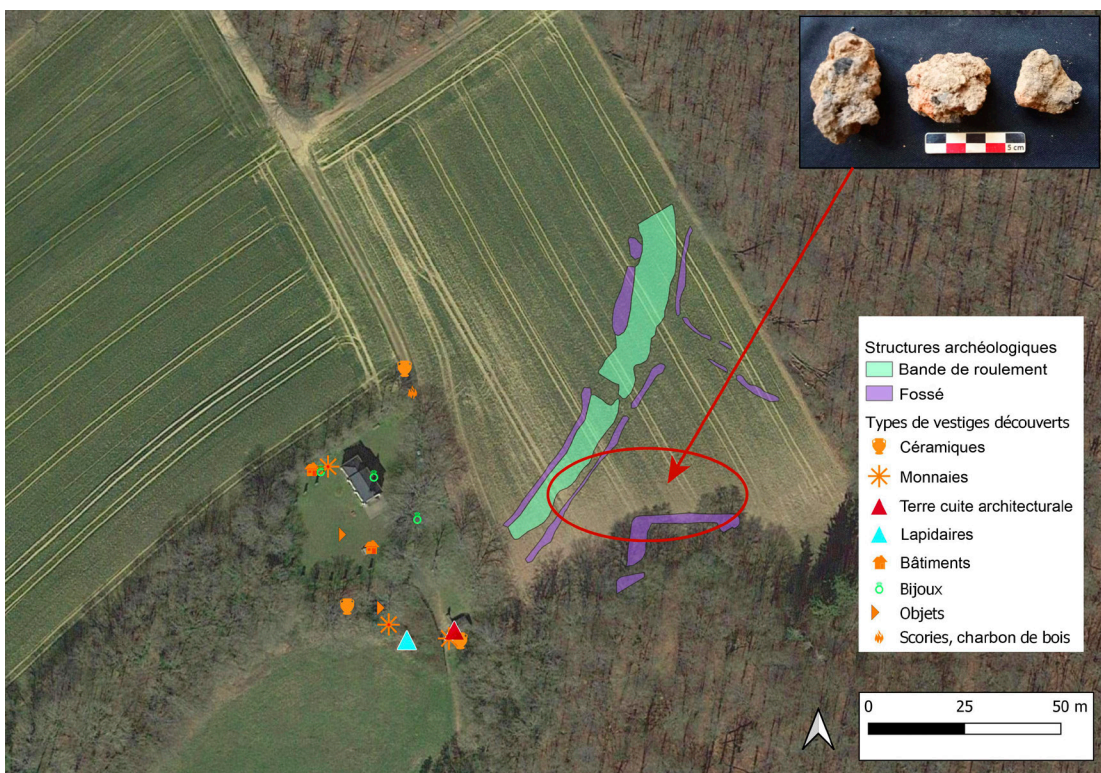 5 cm
Structures archéologiques
Bande de roulement
Fossé
Types de vestiges découverts
Céramiques
Monnaies
Terre cuite architecturale
Lapidaires
Bâtiments
Bijoux
Objets
Scories, charbon de bois
0 25 50 m